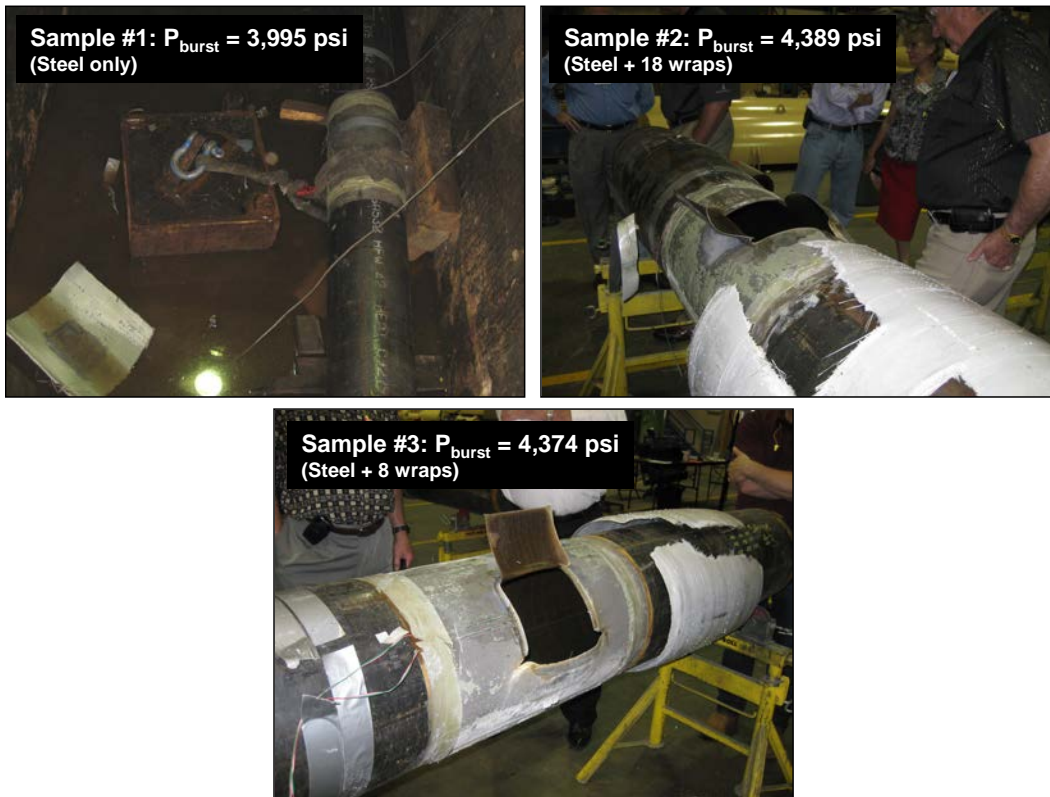 Sample #1: Pburst = 3,995 psi
(Steel only)
Sample #2: Pburst = 4,389 psi
(Steel + 18 wraps)
Sample #3: Pburst = 4,374 psi
(Steel + 8 wraps)